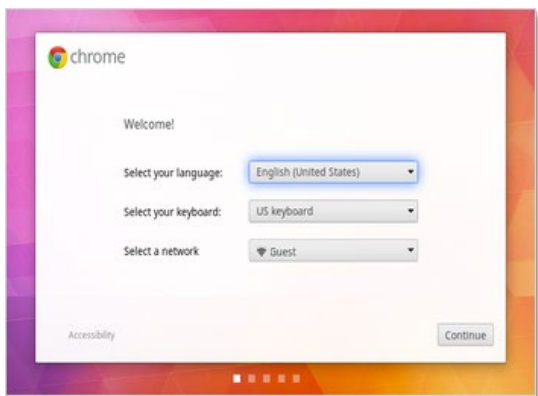 chrome
Welcome!
Select your language: English (United States)
Select your keyboard: US keyboard
Select a network Guest
Accessibility Continue